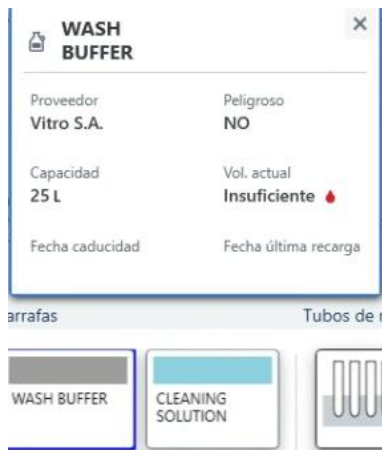 WASH
BUFFER
Proveedor Peligroso
Vitro S.A. NO
Capacidad Vol. actual
25 L Insuficiente
Fecha caducidad Fecha última recarga
arrafas Tubos de
WASH BUFFER CLEANING
SOLUTION